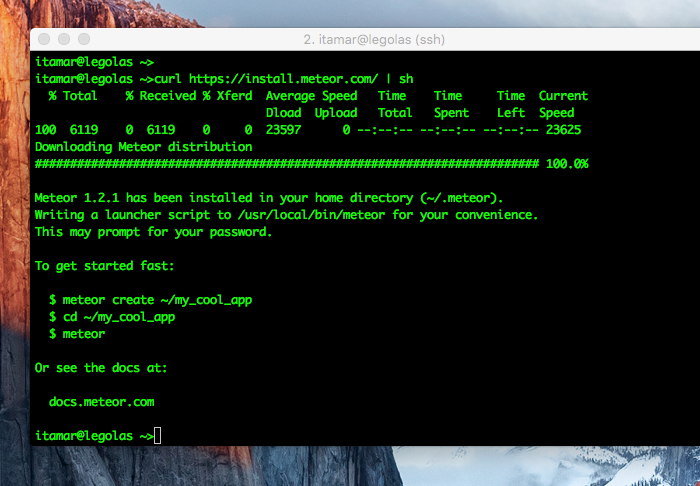 2. itamar@legolas (ssh)
itamar@legolas ~>
itamar@legolas ~>curl https://install.meteor.com/ | sh
  % Total    % Received % Xferd  Average Speed   Time    Time     Time  Current
                                 Dload  Upload   Total   Spent    Left  Speed
100  6119    0  6119    0     0  23597      0 --:--:-- --:--:-- --:--:-- 23625
Downloading Meteor distribution
######################################################################## 100.0%
Meteor 1.2.1 has been installed in your home directory (~/.meteor).
Writing a launcher script to /usr/local/bin/meteor for your convenience.
This may prompt for your password.
To get started fast:
  $ meteor create ~/my_cool_app
  $ cd ~/my_cool_app
  $ meteor
Or see the docs at:
  docs.meteor.com
itamar@legolas ~>